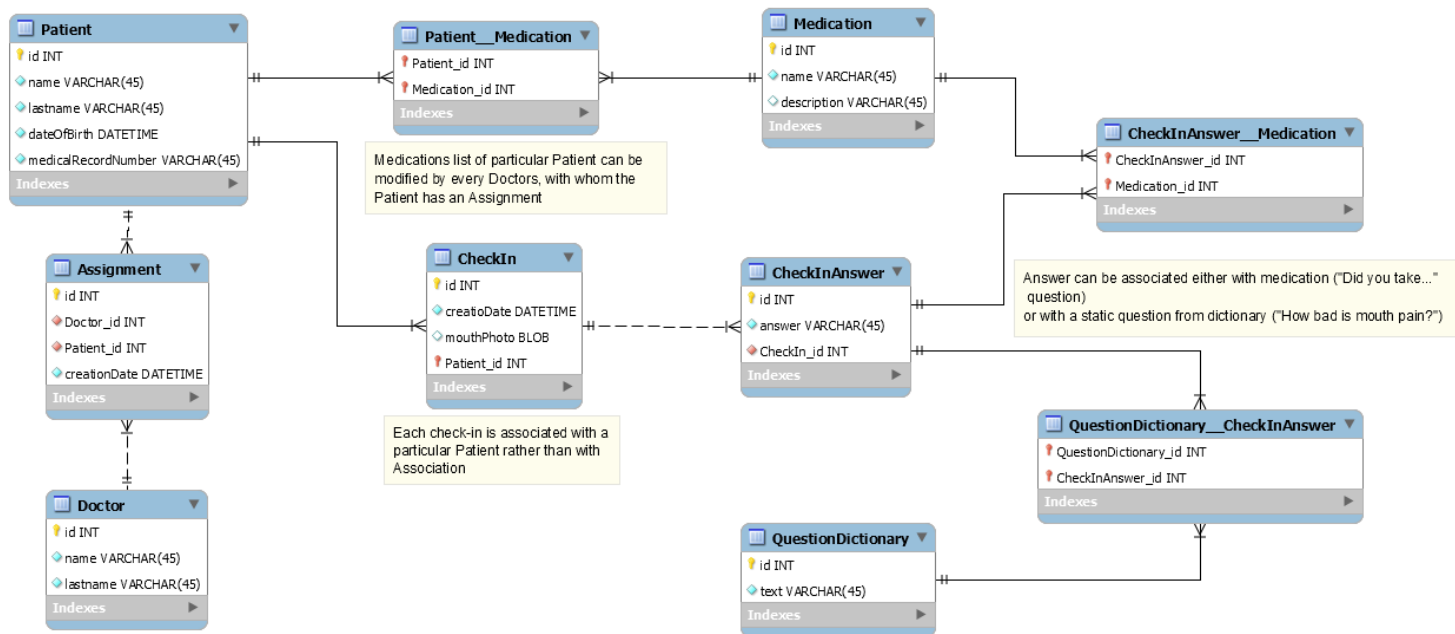 Patient
id INT
name VARCHAR(45)
lastname VARCHAR(45)
dateOfBirth DATETIME
medicalRecordNumber VARCHAR(45)
Indexes
Patient__Medication
Patient_id INT
Medication_id INT
Indexes
Medications list of particular Patient can be
modified by every Doctors, with whom the
Patient has an Assignment
Medication
id INT
name VARCHAR(45)
description VARCHAR(45)
Indexes
CheckInAnswer__Medication
CheckInAnswer_id INT
Medication_id INT
Indexes
Answer can be associated either with medication ("Did you take..."
question)
or with a static question from dictionary ("How bad is mouth pain?")
Assignment
id INT
Doctor_id INT
Patient_id INT
creationDate DATETIME
Indexes
CheckIn
id INT
creatioDate DATETIME
mouthPhoto BLOB
Patient_id INT
Indexes
Each check-in is associated with a
particular Patient rather than with
Association
CheckInAnswer
id INT
answer VARCHAR(45)
CheckIn_id INT
Indexes
QuestionDictionary__CheckInAnswer
QuestionDictionary_id INT
CheckInAnswer_id INT
Indexes
Doctor
id INT
name VARCHAR(45)
lastname VARCHAR(45)
Indexes
QuestionDictionary
id INT
text VARCHAR(45)
Indexes